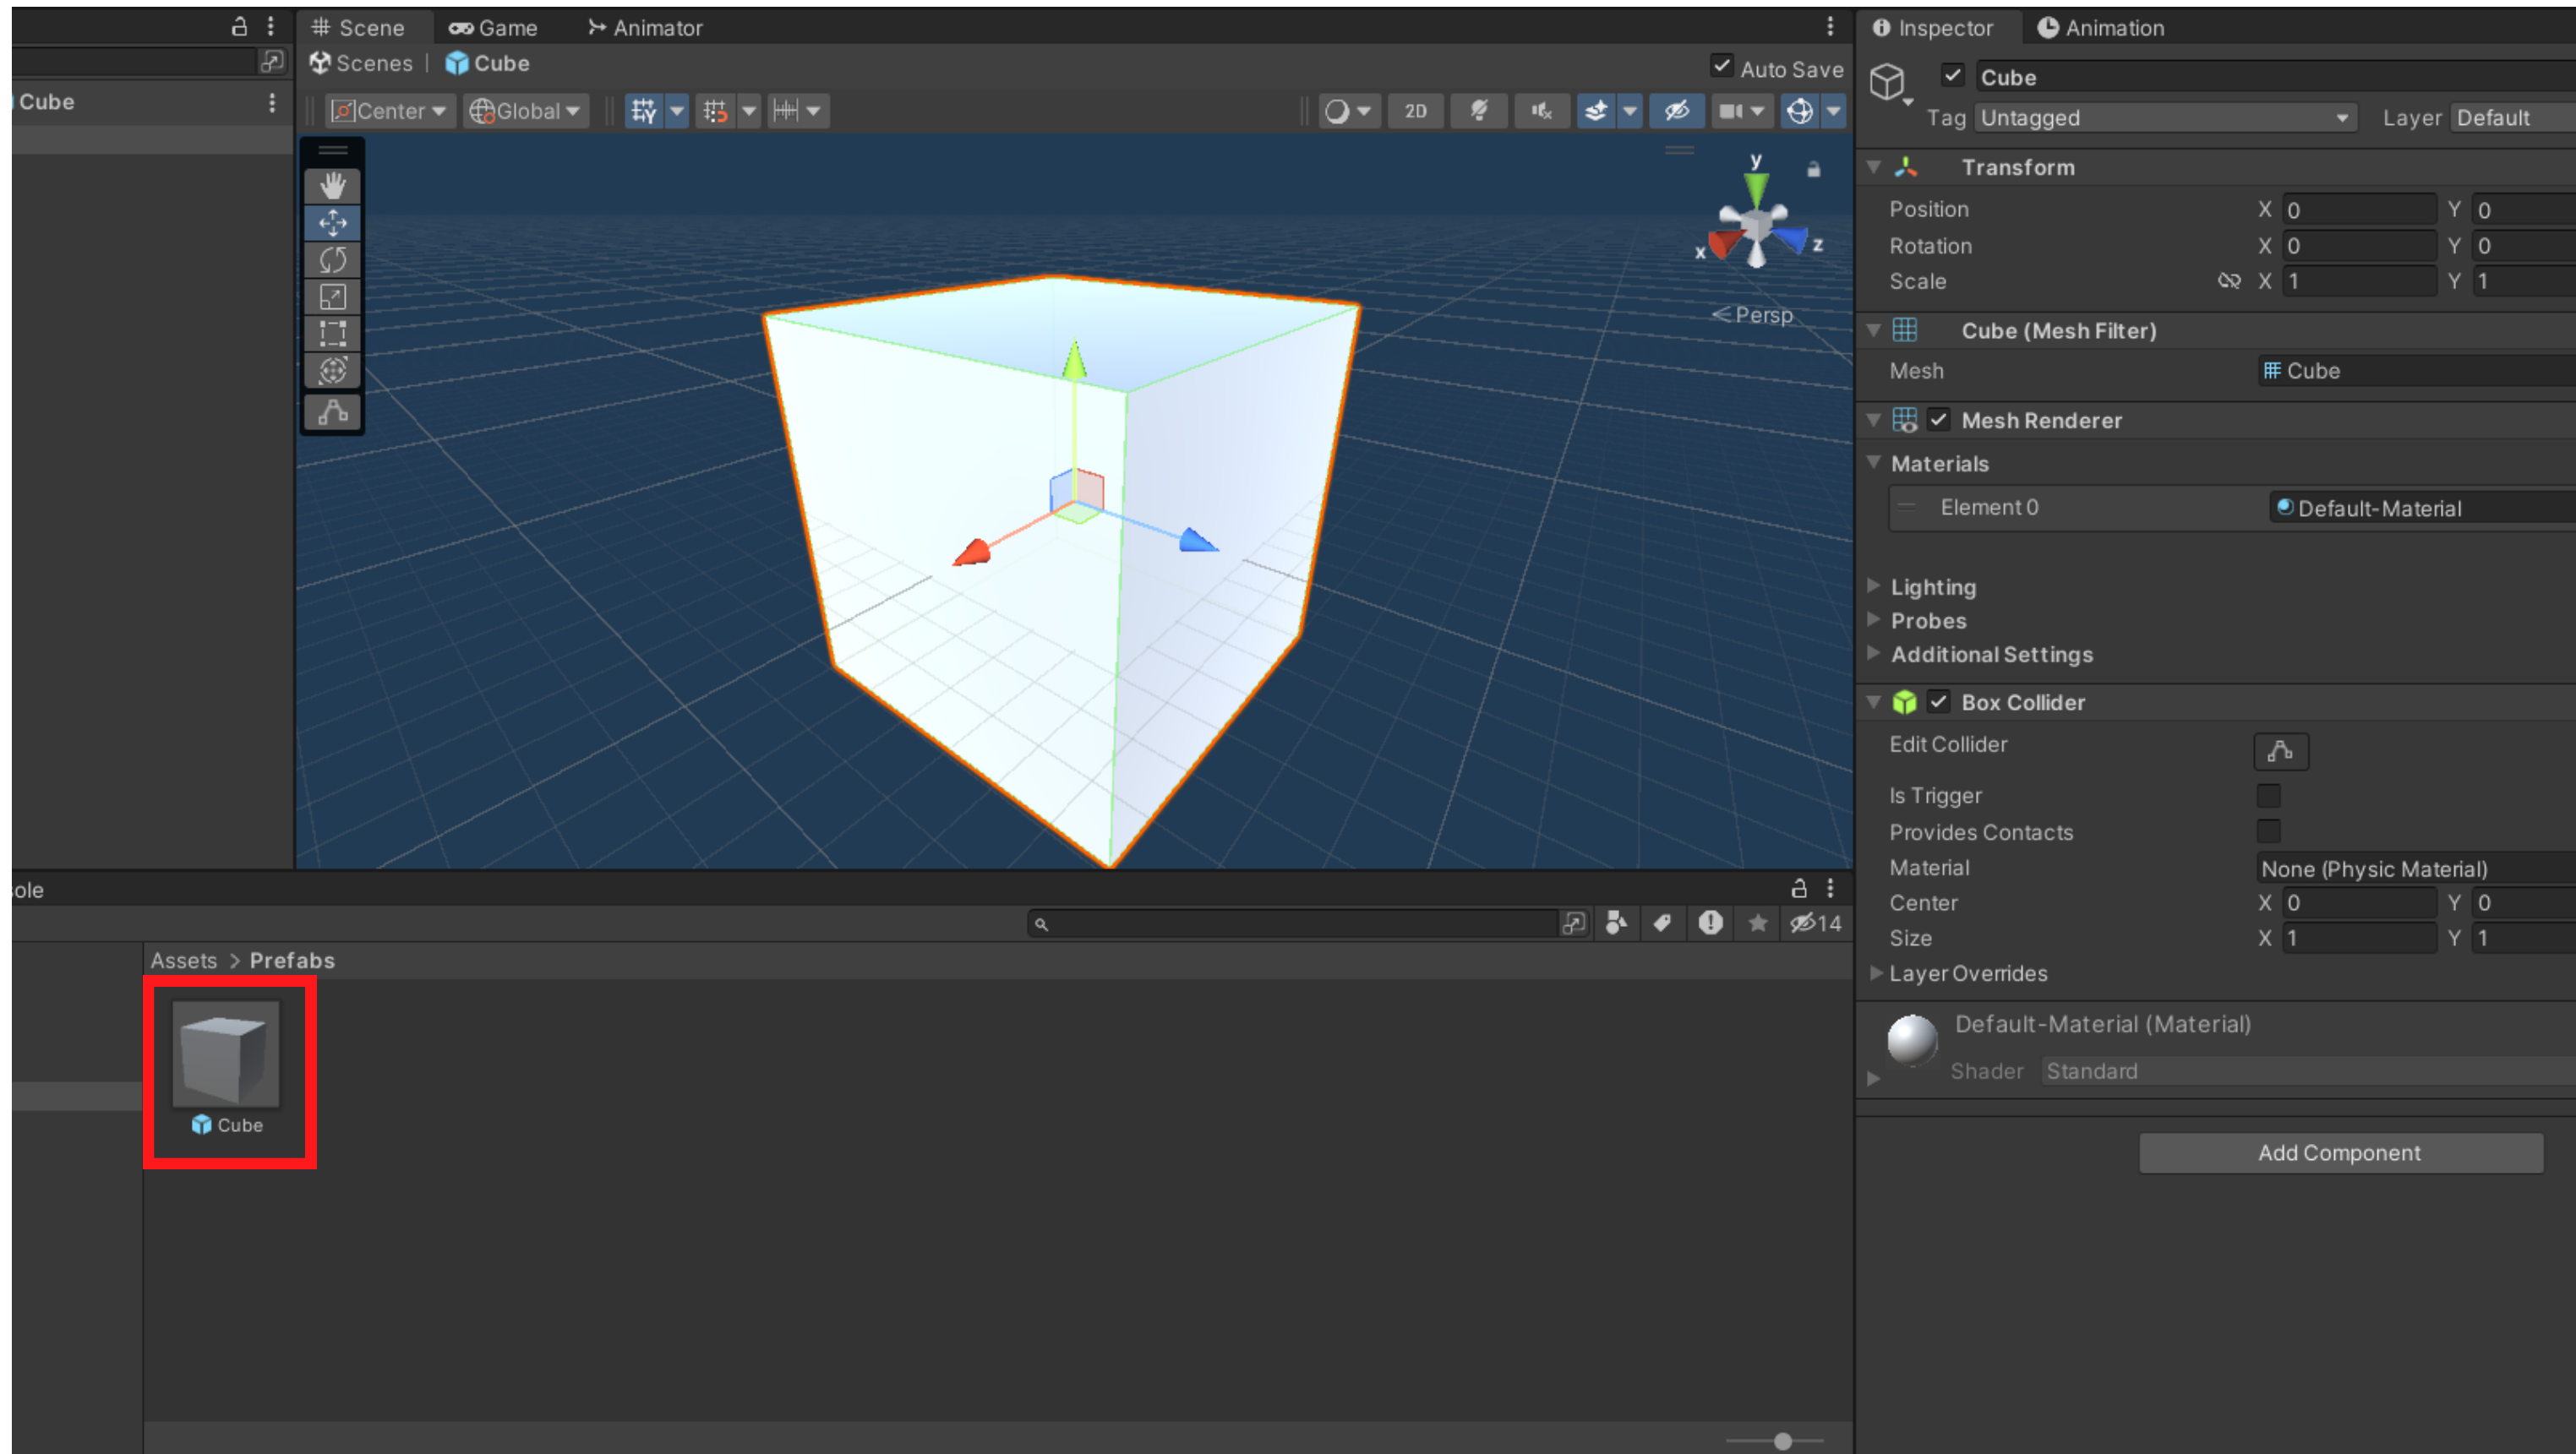 Scene Game Animator
Scenes | Cube
Auto Save
Cube
Center Global
2D
y
x
z
Persp
Inspector Animation
Cube
Tag Untagged Layer Default
Transform
Position X 0 Y 0
Rotation X 0 Y 0
Scale X 1 Y 1
Cube (Mesh Filter)
Mesh Cube
Mesh Renderer
Materials
Element 0 Default-Material
Lighting
Probes
Additional Settings
Box Collider
Edit Collider
Is Trigger
Provides Contacts
Material None (Physic Material)
Center X 0 Y 0
Size X 1 Y 1
Layer Overrides
Default-Material (Material)
Shader Standard
Add Component
ole
14
Assets > Prefabs
Cube